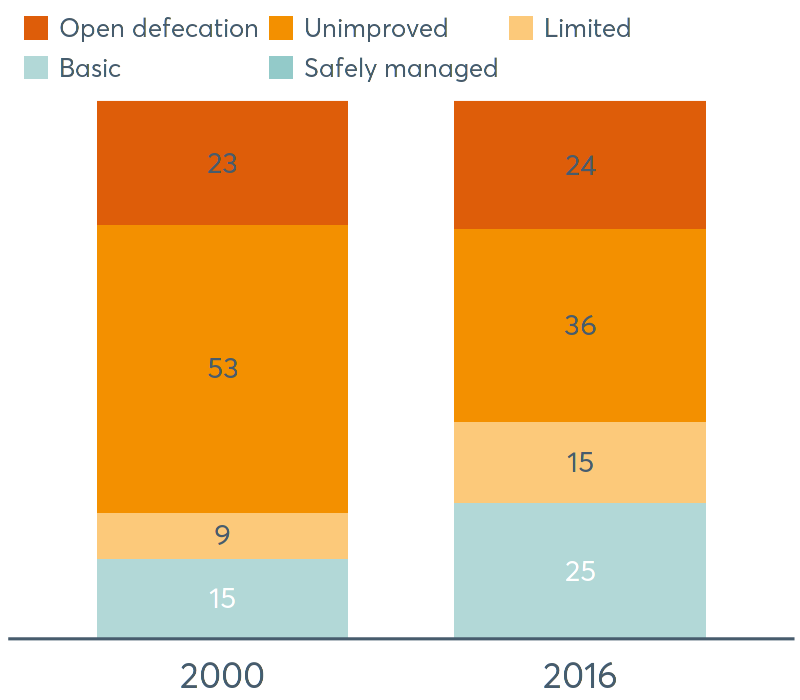 Open defecation Unimproved Limited
Basic Safely managed
23 24
53 36
9 15
15 25
2000 2016